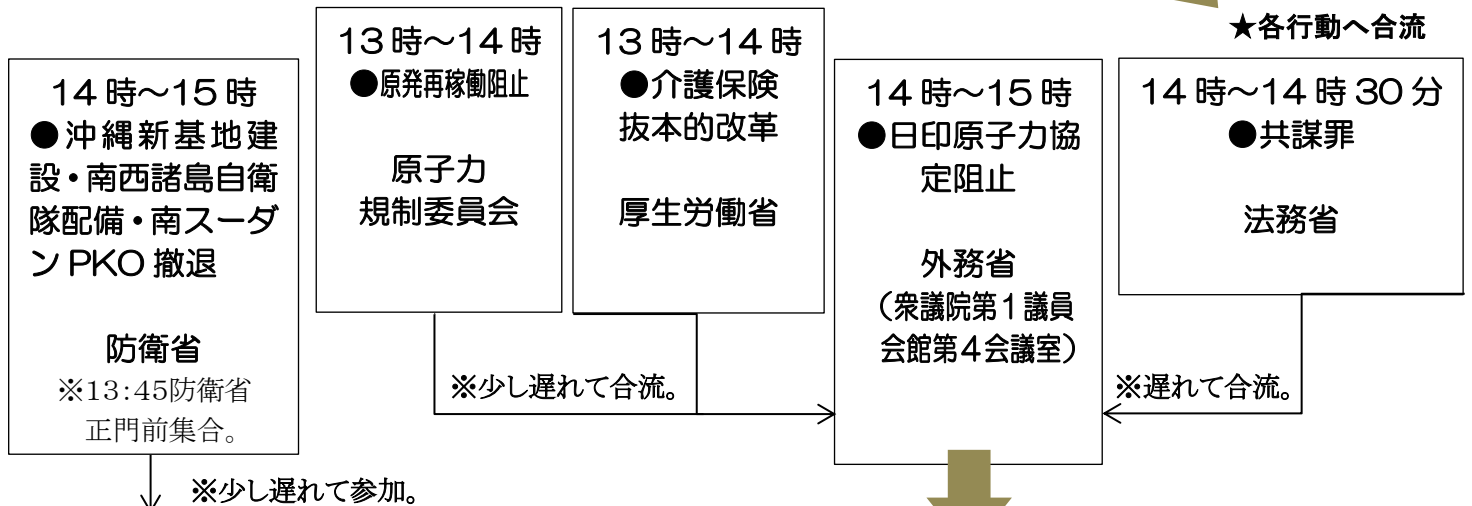 ★各行動へ合流
14時～15時
●沖縄新基地建
設・南西諸島自衛
隊配備・南スーダ
ンPKO撤退
防衛省
※13:45防衛省
正門前集合。
※少し遅れて参加。
13時～14時
●原発再稼働阻止
原子力
規制委員会
13時～14時
●介護保険
抜本的改革
厚生労働省
※少し遅れて合流。
14時～15時
●日印原子力協
定阻止
外務省
（衆議院第1議員
会館第4会議室）
14時～14時30分
●共謀罪
法務省
※遅れて合流。